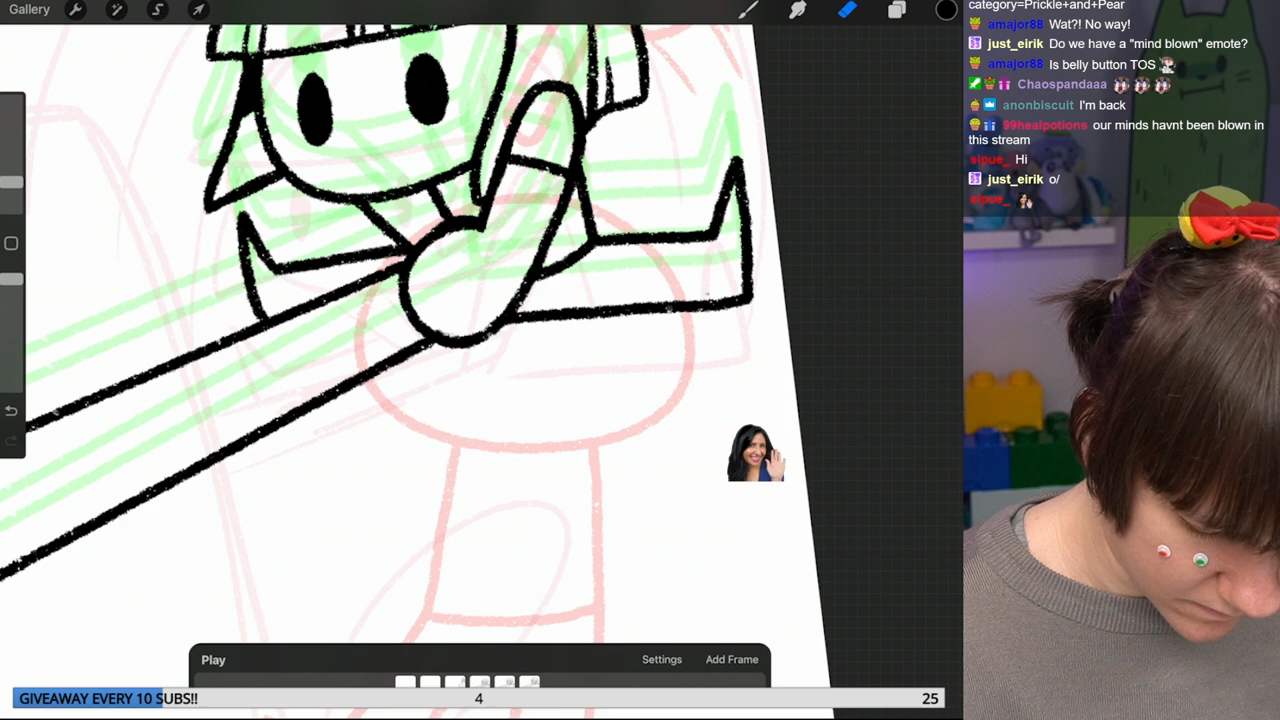 Gallery
category=Prickle+and+Pear
amajor88 Wat?! No way!
just_eirik Do we have a "mind blown" emote?
amajor88 Is belly button TOS
Chaospandaaa
anonbiscuit I'm back
99healpotions our minds havnt been blown in
this stream
sipue_ Hi
just_eirik o/
sipue_
Play
Settings
Add Frame
GIVEAWAY EVERY 10 SUBS!!
4
25